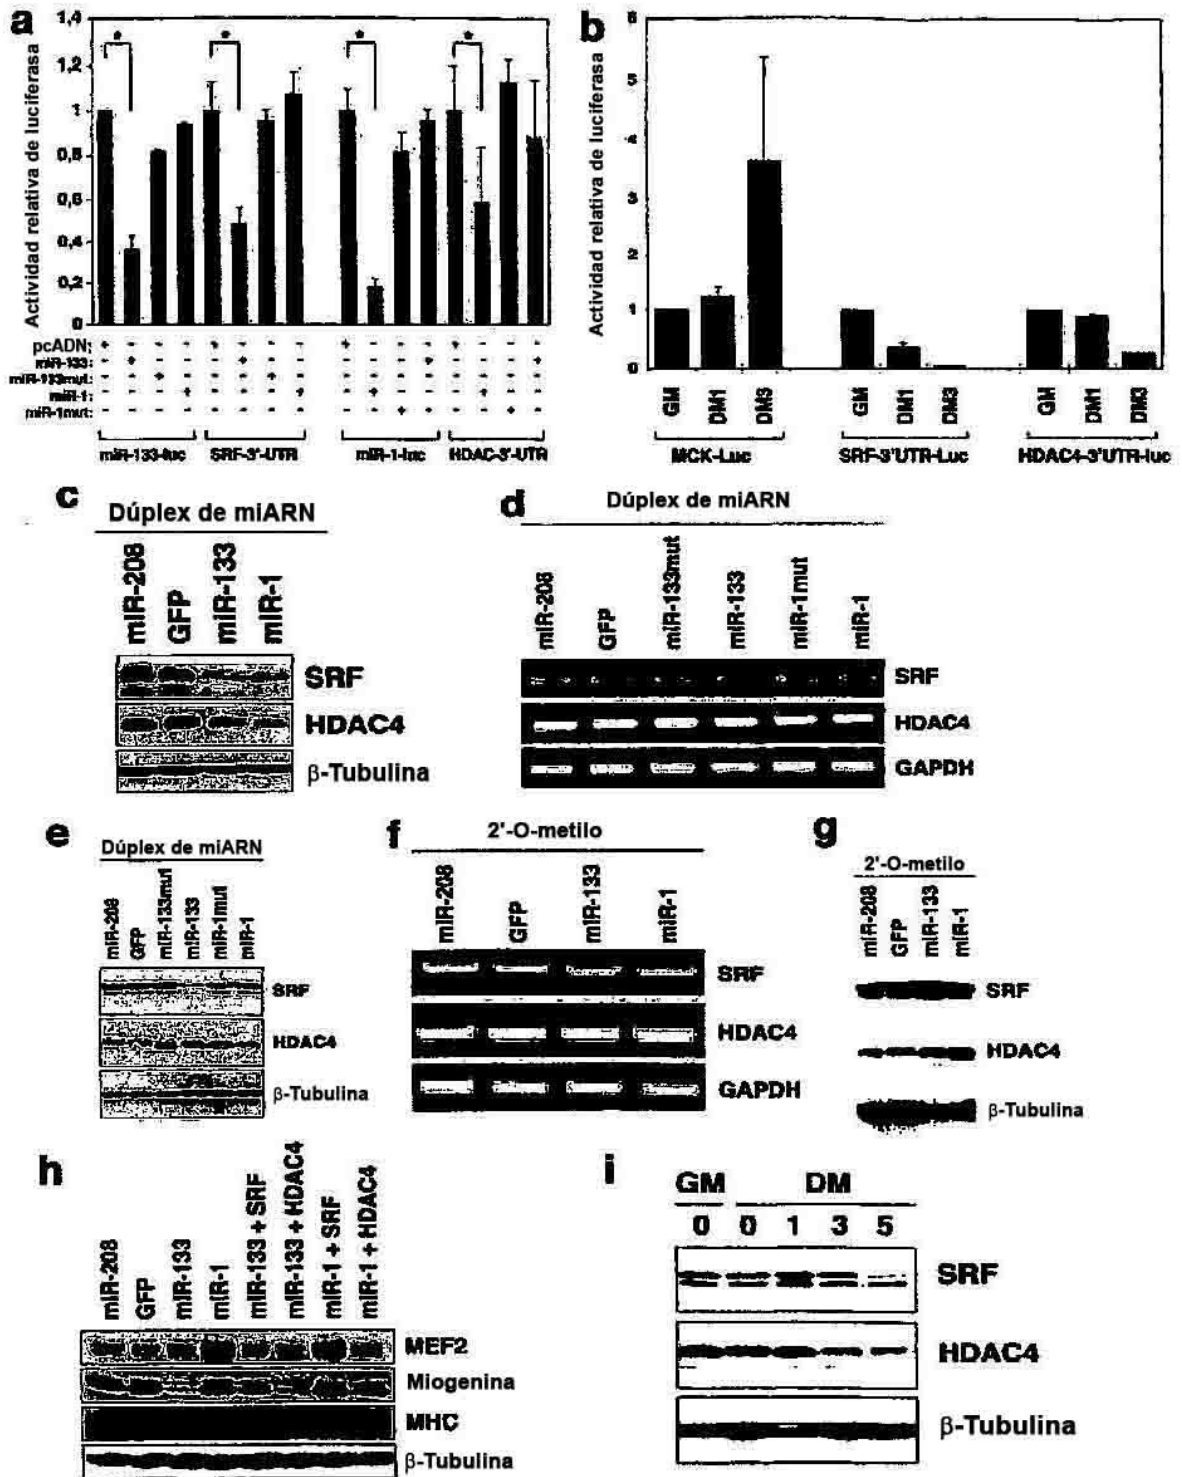 a
Actividad relativa de luciferasa
1,4
1,2
1
0,8
0,6
0,4
0,2
0
* * * *
pcADN:
miR-133:
miR-133mut:
miR-1:
miR-1mut:
miR-133-luc SRF-3'-UTR miR-1-luc HDAC-3'-UTR
b
Actividad relativa de luciferasa
6
5
4
3
2
1
0
GM DM1 DM3 GM DM1 DM3 GM DM1 DM3
MCK-Luc SRF-3'UTR-Luc HDAC4-3'UTR-luc
c
Dúplex de miARN
miR-208 GFP miR-133 miR-1
SRF
HDAC4
β-Tubulina
d
Dúplex de miARN
miR-208 GFP miR-133mut miR-133 miR-1mut miR-1
SRF
HDAC4
GAPDH
e
Dúplex de miARN
miR-208 GFP miR-133mut miR-133 miR-1mut miR-1
SRF
HDAC4
β-Tubulina
f
2'-O-metilo
miR-208 GFP miR-133 miR-1
SRF
HDAC4
GAPDH
g
2'-O-metilo
miR-208 GFP miR-133 miR-1
SRF
HDAC4
β-Tubulina
h
miR-208 GFP miR-133 miR-1 miR-133 + SRF miR-133 + HDAC4 miR-1 + SRF miR-1 + HDAC4
MEF2
Miogenina
MHC
β-Tubulina
i
GM DM
0 0 1 3 5
SRF
HDAC4
β-Tubulina